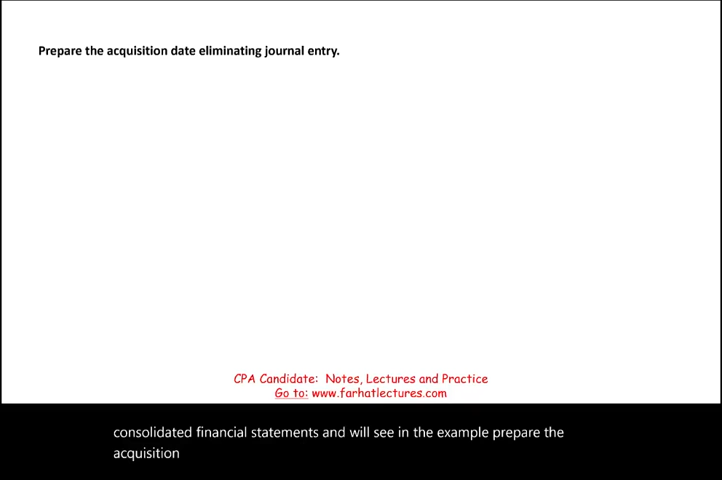 Prepare the acquisition date eliminating journal entry.
CPA Candidate: Notes, Lectures and Practice
Go to: www.farhatlectures.com
consolidated financial statements and will see in the example prepare the
acquisition